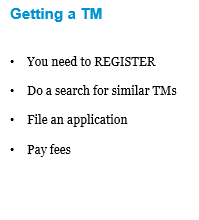 Getting a TM
• You need to REGISTER
• Do a search for similar TMs
• File an application
• Pay fees